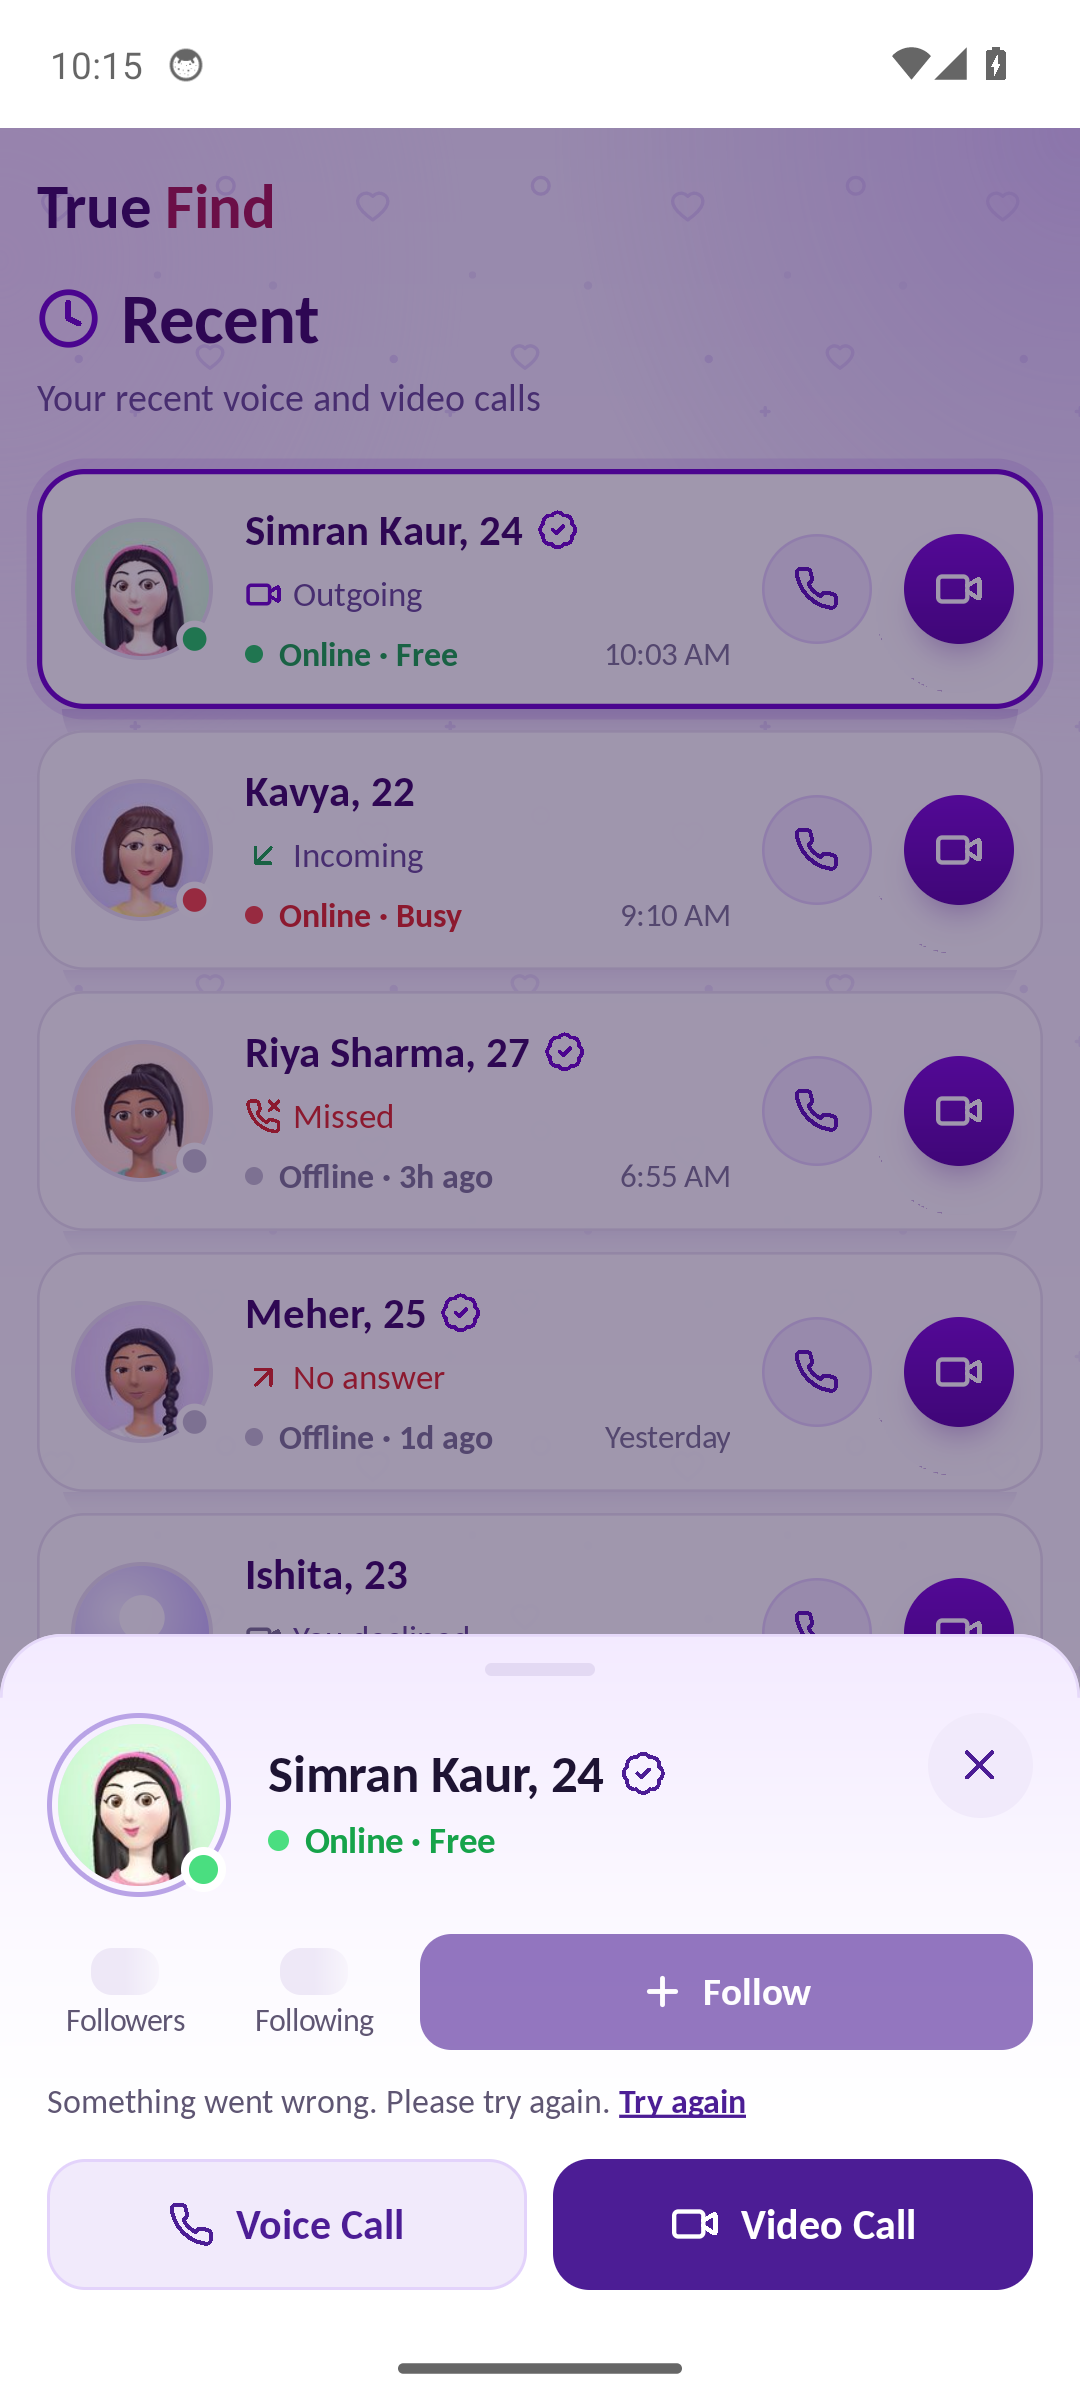 10:15
True Find
Recent
Your recent voice and video calls
Simran Kaur, 24
Outgoing
Online · Free 10:03 AM
Kavya, 22
Incoming
Online · Busy 9:10 AM
Riya Sharma, 27
Missed
Offline · 3h ago 6:55 AM
Meher, 25
No answer
Offline · 1d ago Yesterday
Ishita, 23
You declined
Simran Kaur, 24
Online · Free
Followers Following + Follow
Something went wrong. Please try again. Try again
Voice Call Video Call